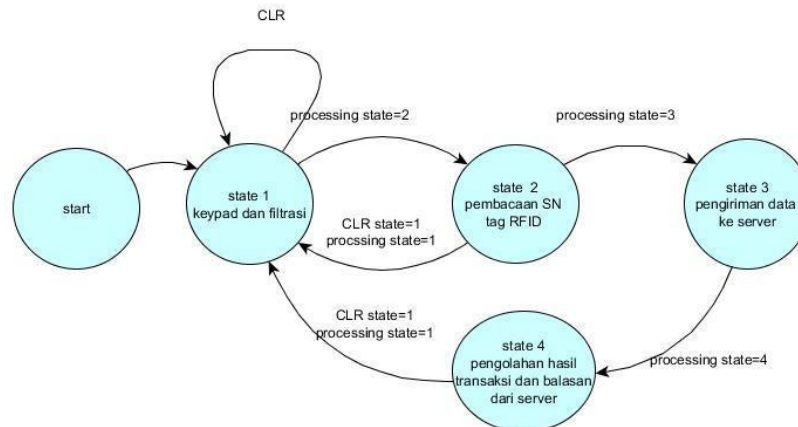 CLR
processing state=2
processing state=3
start
state 1
keypad dan filtrasi
state 2
pembacaan SN
tag RFID
state 3
pengiriman data
ke server
CLR state=1
procssing state=1
CLR state=1
processing state=1
state 4
pengolahan hasil
transaksi dan balasan
dari server
processing state=4